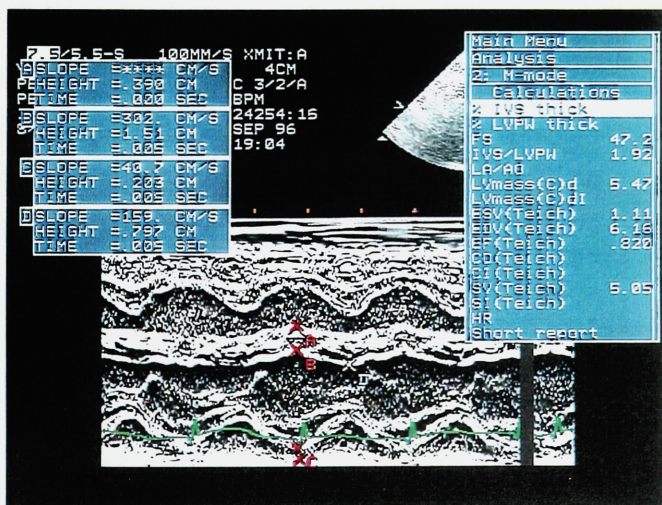 7.5/5.5-S 100MM/S XMIT:A
4CM
C 3/2/A
BPM
24254:16
SEP 96
19:04
A SLOPE =**** CM/S
HEIGHT =.390 CM
TIME =.000 SEC
B SLOPE =302. CM/S
HEIGHT =1.51 CM
TIME =.005 SEC
SLOPE =40.7 CM/S
HEIGHT =.203 CM
TIME =.005 SEC
D SLOPE =159. CM/S
HEIGHT =.797 CM
TIME =.005 SEC
Main Menu
Analysis
2: M-mode
Calculations
% IVS thick
% LVPW thick
FS 47.2
IVS/LVPW 1.92
LA/AO
LVmass(C)d 5.47
LVmass(C)dI
ESV(Teich) 1.11
EDV(Teich) 6.16
EF(Teich) .820
CO(Teich)
CI(Teich)
SV(Teich) 5.05
SI(Teich)
HR
Short report
A
B
C